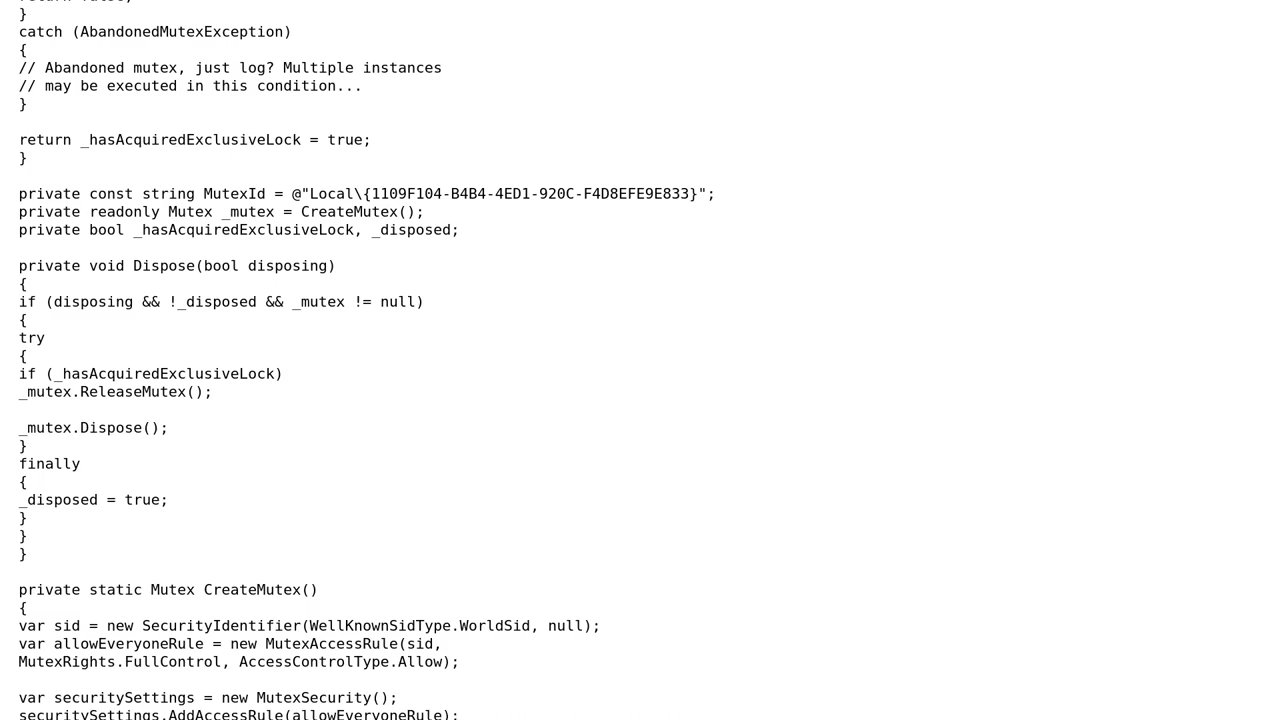 return false;
}
catch (AbandonedMutexException)
{
// Abandoned mutex, just log? Multiple instances
// may be executed in this condition...
}

return _hasAcquiredExclusiveLock = true;
}

private const string MutexId = @"Local\{1109F104-B4B4-4ED1-920C-F4D8EFE9E833}";
private readonly Mutex _mutex = CreateMutex();
private bool _hasAcquiredExclusiveLock, _disposed;

private void Dispose(bool disposing)
{
if (disposing && !_disposed && _mutex != null)
{
try
{
if (_hasAcquiredExclusiveLock)
_mutex.ReleaseMutex();

_mutex.Dispose();
}
finally
{
_disposed = true;
}
}
}

private static Mutex CreateMutex()
{
var sid = new SecurityIdentifier(WellKnownSidType.WorldSid, null);
var allowEveryoneRule = new MutexAccessRule(sid,
MutexRights.FullControl, AccessControlType.Allow);

var securitySettings = new MutexSecurity();
securitySettings.AddAccessRule(allowEveryoneRule);